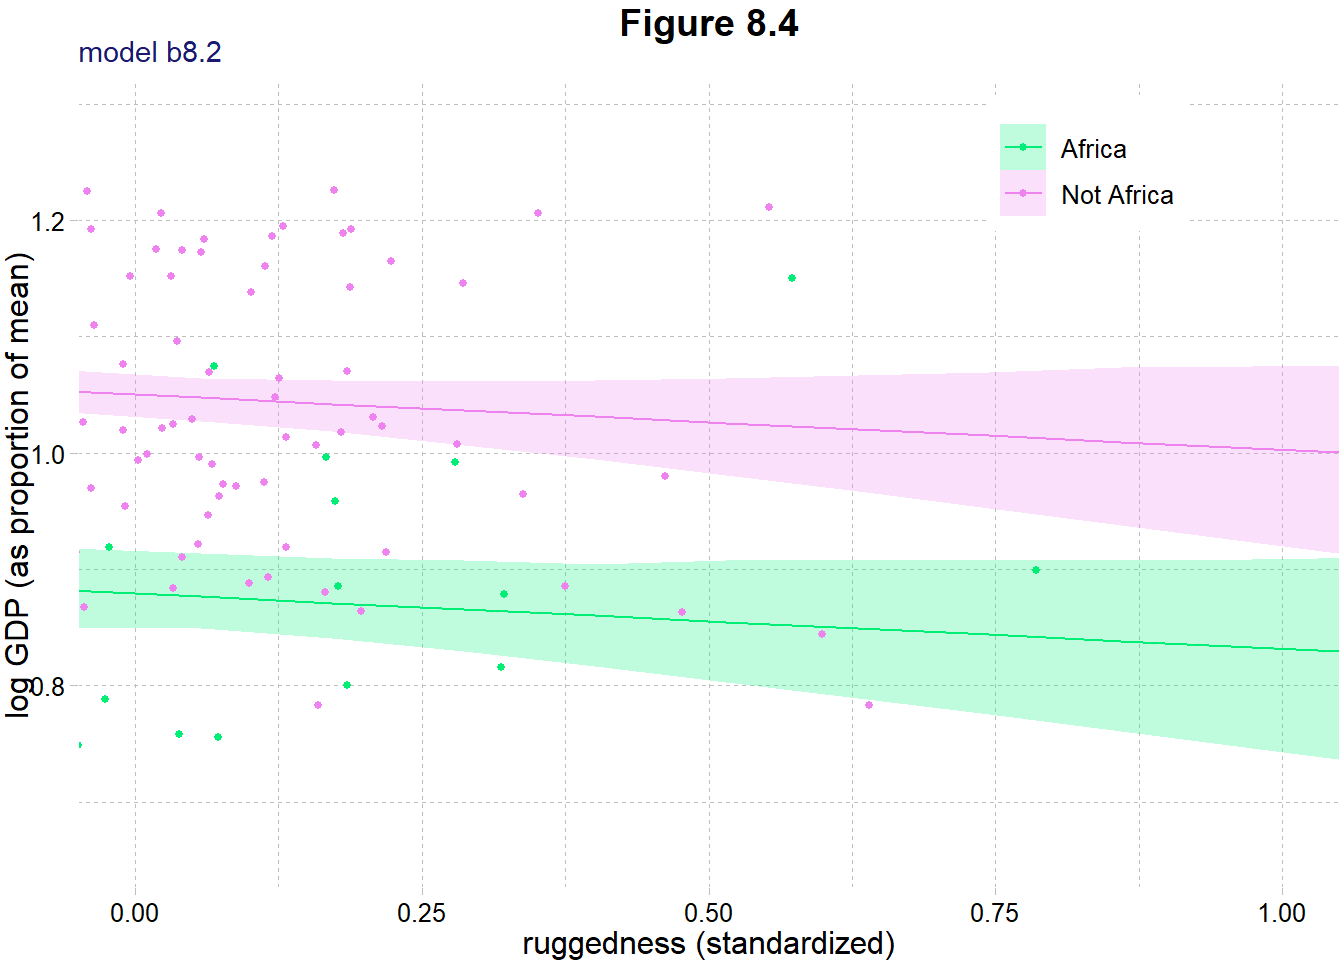 Figure 8.4
model b8.2
Africa
Not Africa
1.2
1.0
0.8
log GDP (as proportion of mean)
0.00 0.25 0.50 0.75 1.00
ruggedness (standardized)